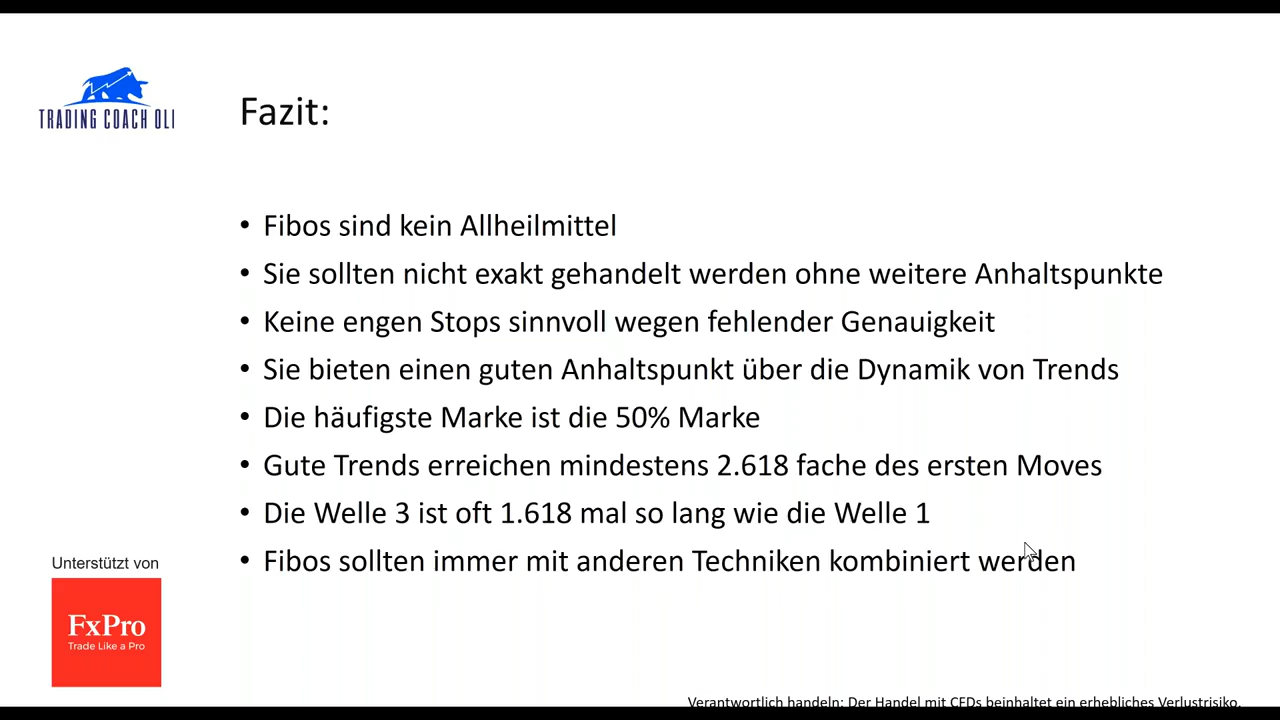 TRADING COACH OLI
Fazit:
• Fibos sind kein Allheilmittel
• Sie sollten nicht exakt gehandelt werden ohne weitere Anhaltspunkte
• Keine engen Stops sinnvoll wegen fehlender Genauigkeit
• Sie bieten einen guten Anhaltspunkt über die Dynamik von Trends
• Die häufigste Marke ist die 50% Marke
• Gute Trends erreichen mindestens 2.618 fache des ersten Moves
• Die Welle 3 ist oft 1.618 mal so lang wie die Welle 1
• Fibos sollten immer mit anderen Techniken kombiniert werden
Unterstützt von
FxPro
Trade Like a Pro
Verantwortlich handeln: Der Handel mit CFDs beinhaltet ein erhebliches Verlustrisiko.